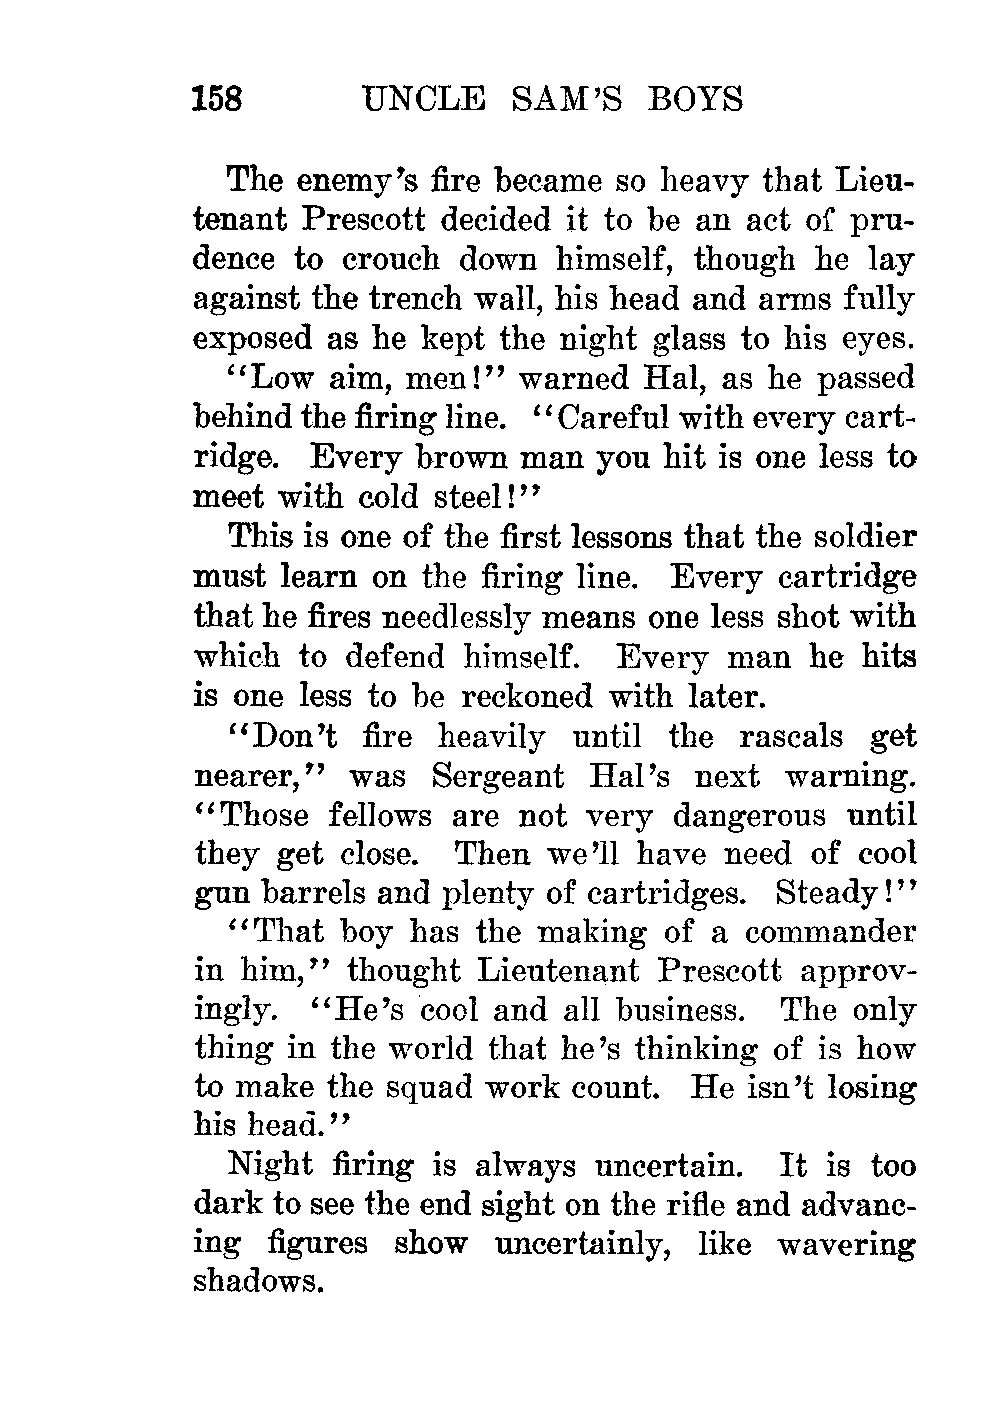 158 UNCLE SAM'S BOYS
The enemy's fire became so heavy that Lieu-
tenant Prescott decided it to be an act of pru-
dence to crouch down himself, though he lay
against the trench wall, his head and arms fully
exposed as he kept the night glass to his eyes.
"Low aim, men!" warned Hal, as he passed
behind the firing line. "Careful with every cart-
ridge. Every brown man you hit is one less to
meet with cold steel!"
This is one of the first lessons that the soldier
must learn on the firing line. Every cartridge
that he fires needlessly means one less shot with
which to defend himself. Every man he hits
is one less to be reckoned with later.
"Don't fire heavily until the rascals get
nearer," was Sergeant Hal's next warning.
"Those fellows are not very dangerous until
they get close. Then we'll have need of cool
gun barrels and plenty of cartridges. Steady!"
"That boy has the making of a commander
in him," thought Lieutenant Prescott approv-
ingly. "He's cool and all business. The only
thing in the world that he's thinking of is how
to make the squad work count. He isn't losing
his head."
Night firing is always uncertain. It is too
dark to see the end sight on the rifle and advanc-
ing figures show uncertainly, like wavering
shadows.